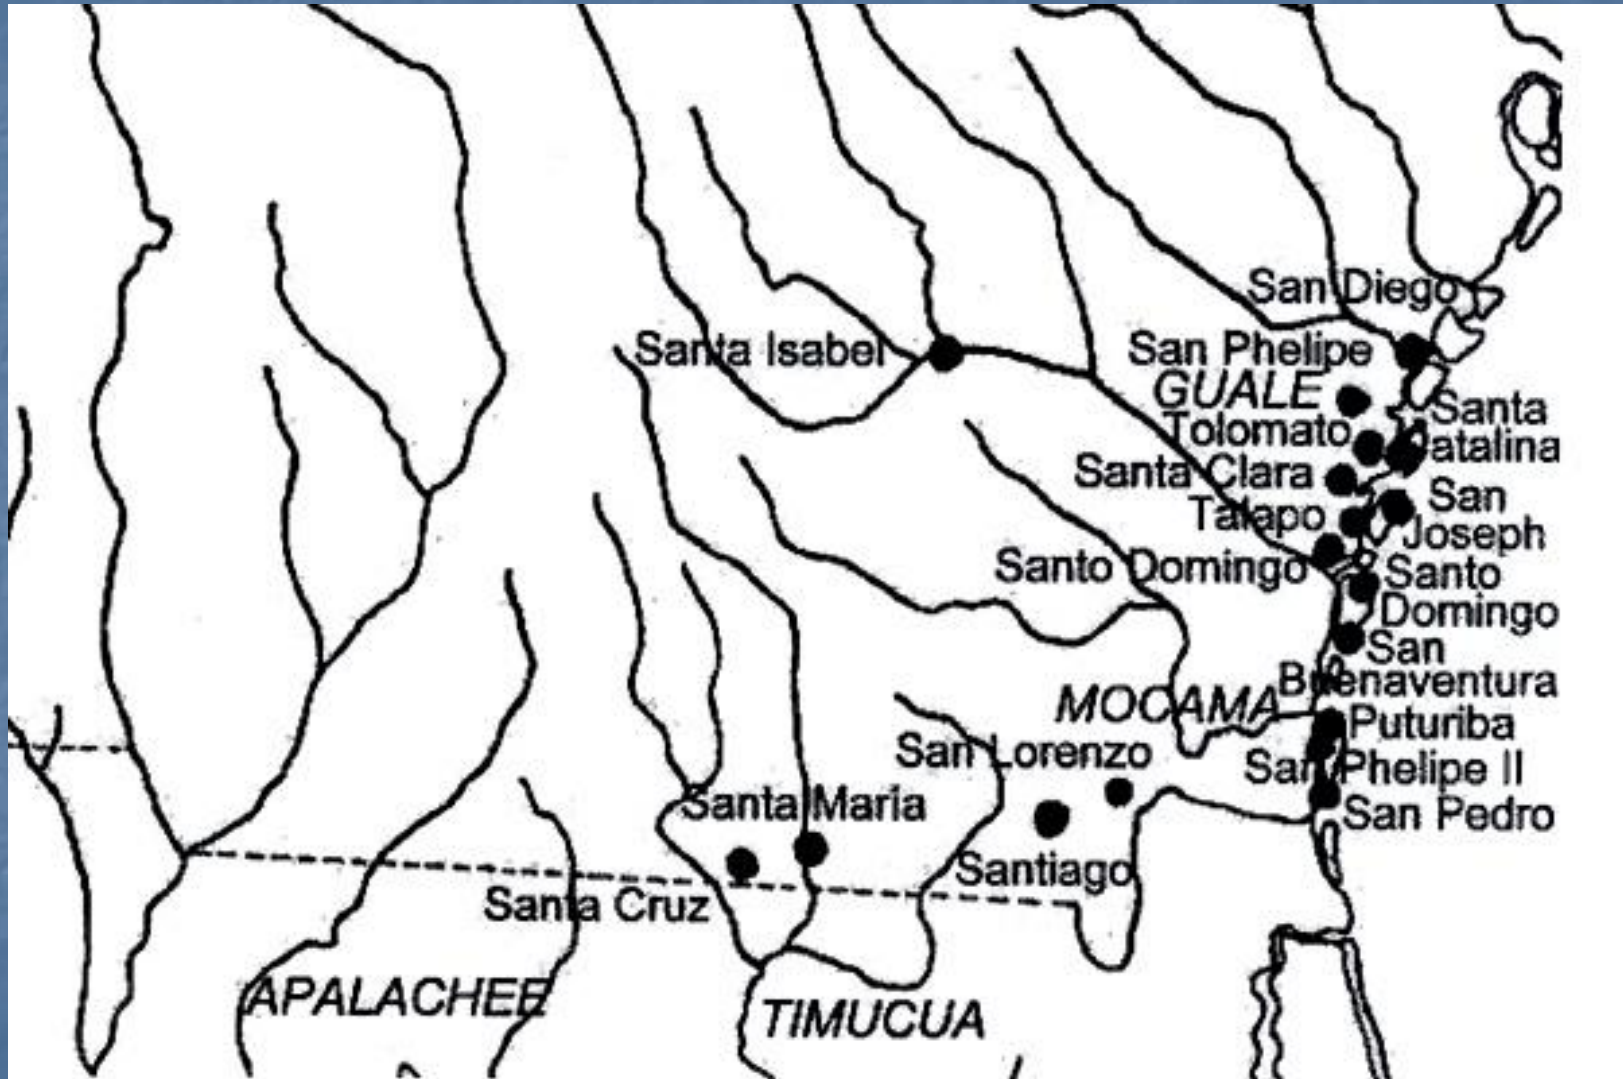 San Diego
Santa Isabel
San Phelipe
GUALE
Santa
Catalina
Tolomato
Santa Clara
San
Joseph
Talapo
Santo Domingo
Santo
Domingo
San
Buenaventura
MOCAMA
Puturiba
San Lorenzo
San Phelipe II
Santa Maria
San Pedro
Santiago
Santa Cruz
APALACHEE
TIMUCUA